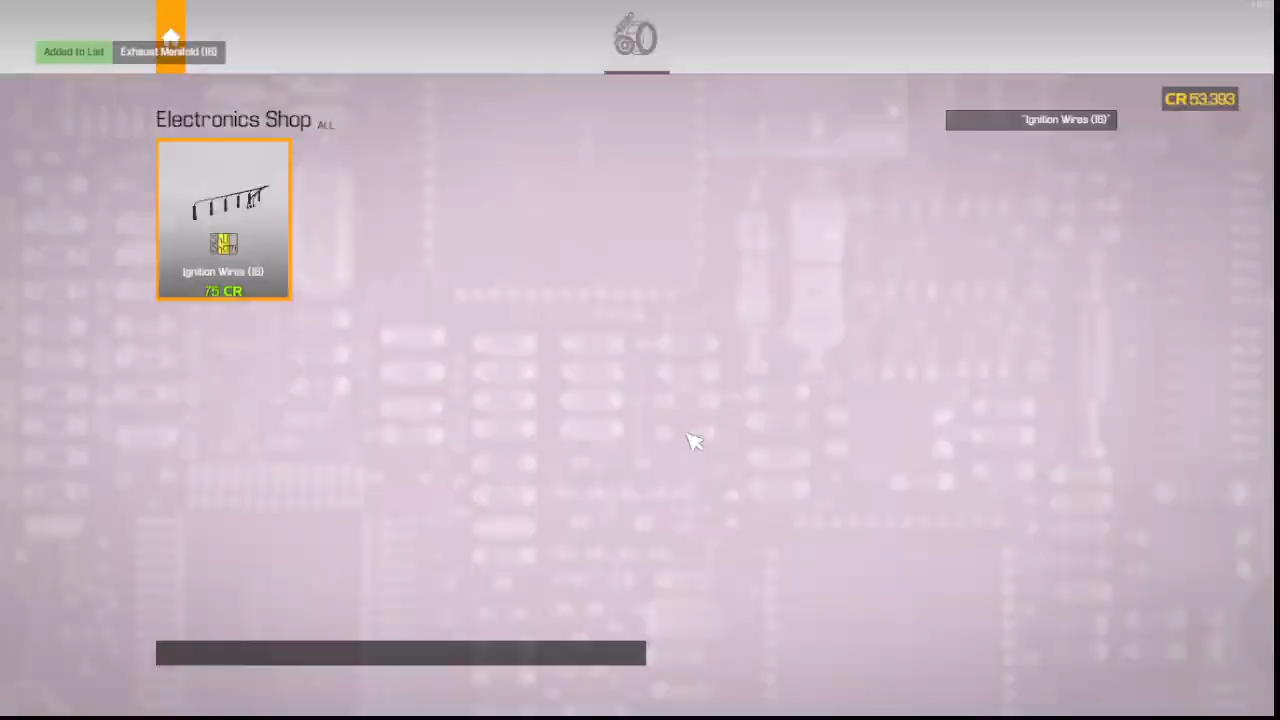 Added to List
Exhaust Manifold (I6)
CR 53,393
Electronics Shop ALL
"Ignition Wires (I6)"
Ignition Wires (I6)
75 CR